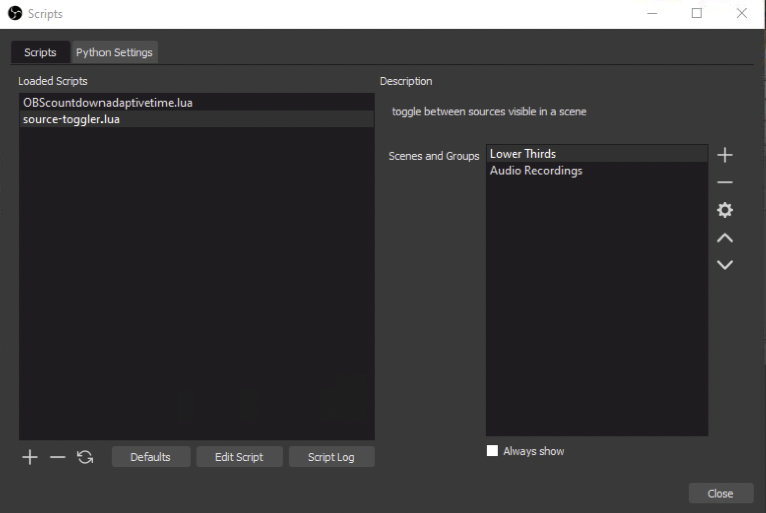 Scripts
Scripts
Python Settings
Loaded Scripts
OBScountdownadaptivetime.lua
source-toggler.lua
Defaults
Edit Script
Script Log
Description
toggle between sources visible in a scene
Scenes and Groups
Lower Thirds
Audio Recordings
Always show
Close